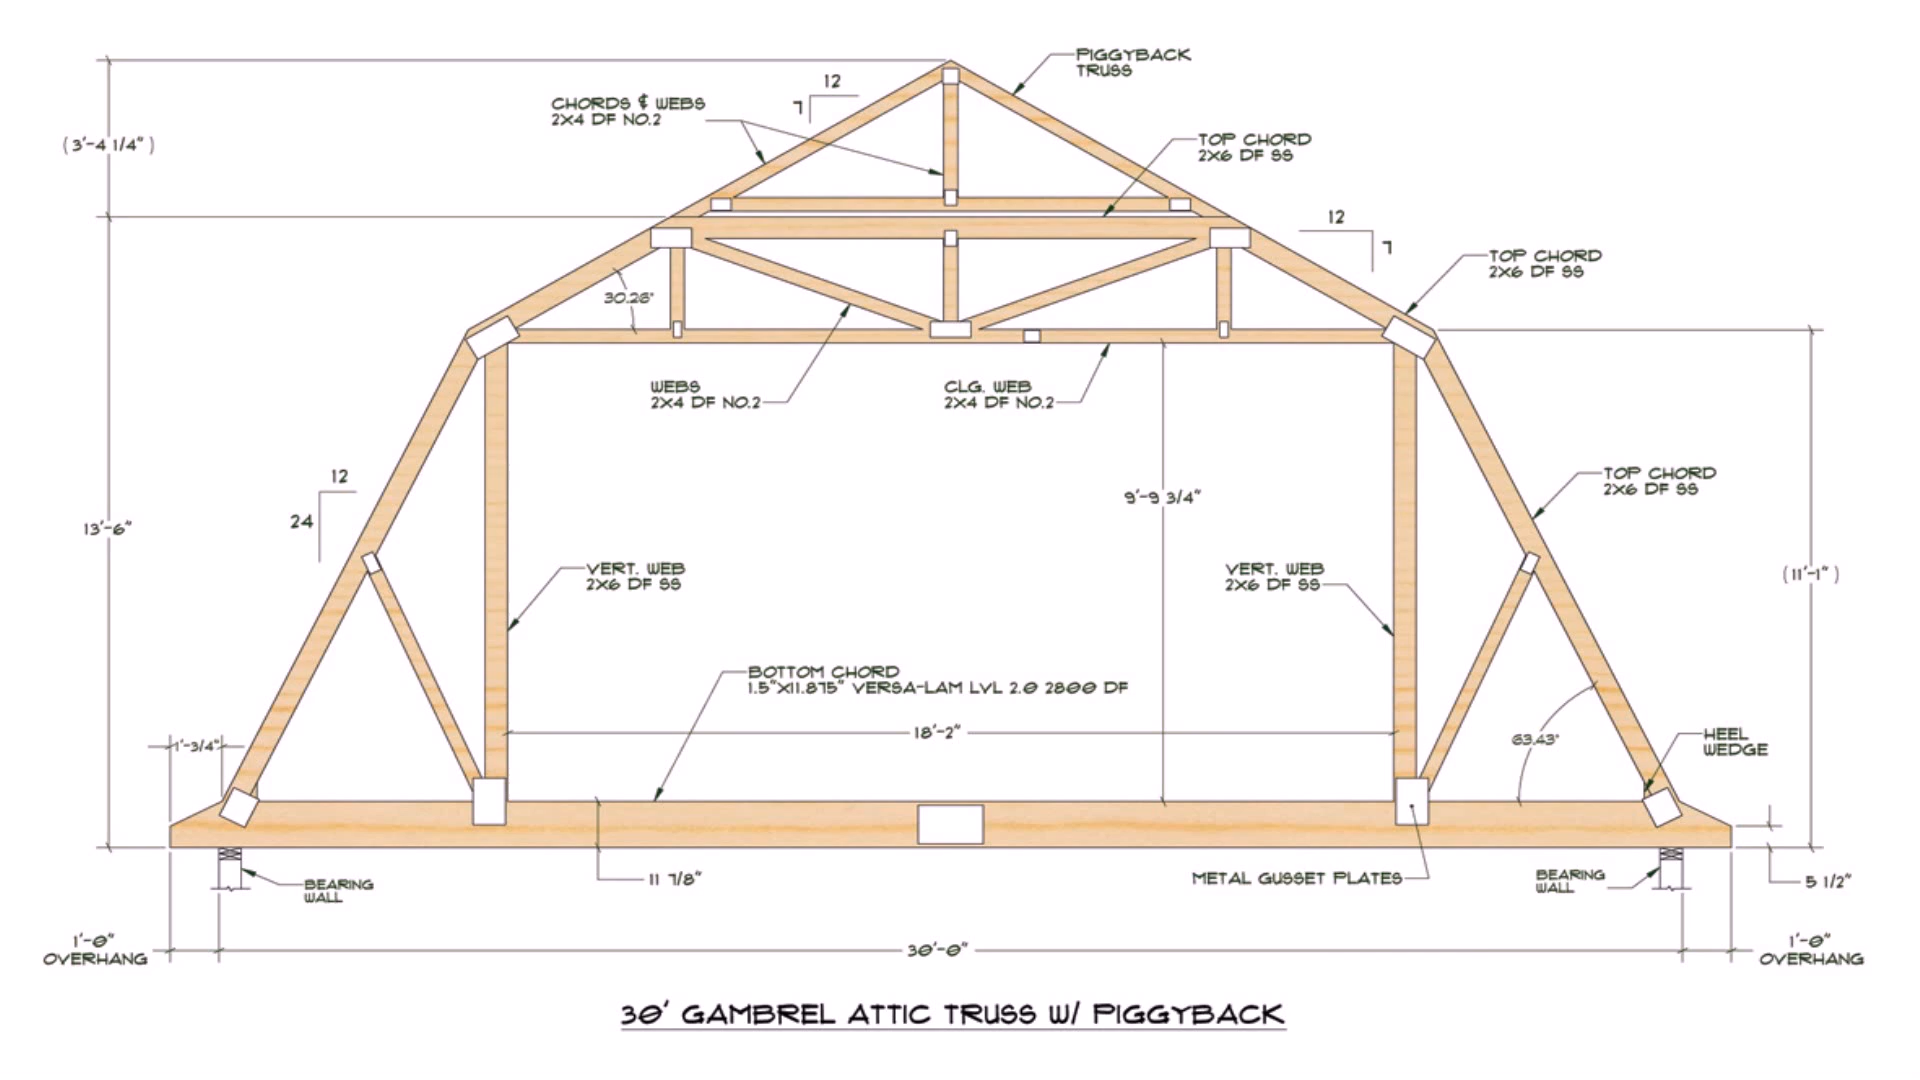 PIGGYBACK
TRUSS
12
7
CHORDS & WEBS
2X4 DF NO.2
(3'-4 1/4")
TOP CHORD
2X6 DF SS
12
7
TOP CHORD
2X6 DF SS
30.26°
WEBS
2X4 DF NO.2
CLG. WEB
2X4 DF NO.2
12
24
TOP CHORD
2X6 DF SS
9'-9 3/4"
13'-6"
VERT. WEB
2X6 DF SS
VERT. WEB
2X6 DF SS
(11'-1")
BOTTOM CHORD
1.5"X11.875" VERSA-LAM LVL 2.0 2800 DF
18'-2"
1'-3/4"
63.43°
HEEL
WEDGE
11 7/8"
METAL GUSSET PLATES
BEARING
WALL
BEARING
WALL
5 1/2"
1'-0"
OVERHANG
30'-0"
1'-0"
OVERHANG
30' GAMBREL ATTIC TRUSS W/ PIGGYBACK